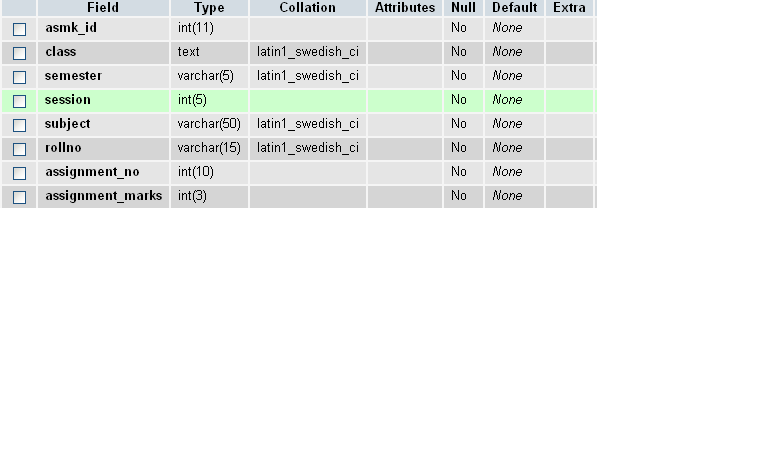 Field Type Collation Attributes Null Default Extra
asmk_id int(11) No None
class text latin1_swedish_ci No None
semester varchar(5) latin1_swedish_ci No None
session int(5) No None
subject varchar(50) latin1_swedish_ci No None
rollno varchar(15) latin1_swedish_ci No None
assignment_no int(10) No None
assignment_marks int(3) No None